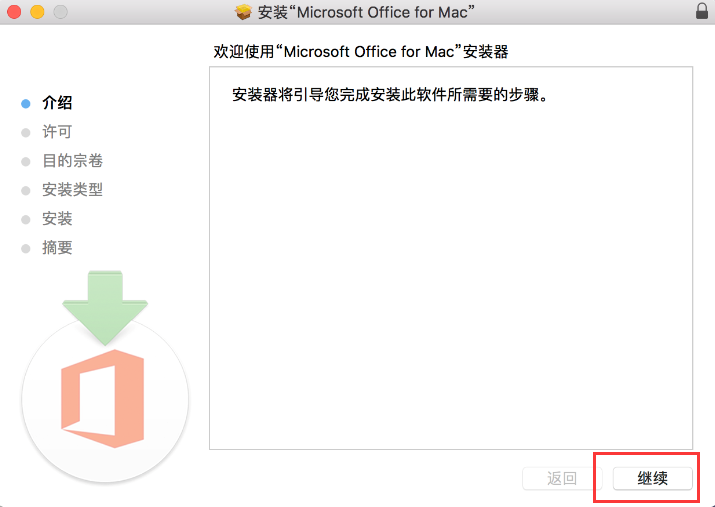 安装“Microsoft Office for Mac”
欢迎使用“Microsoft Office for Mac”安装器
安装器将引导您完成安装此软件所需要的步骤。
介绍
许可
目的宗卷
安装类型
安装
摘要
返回
继续